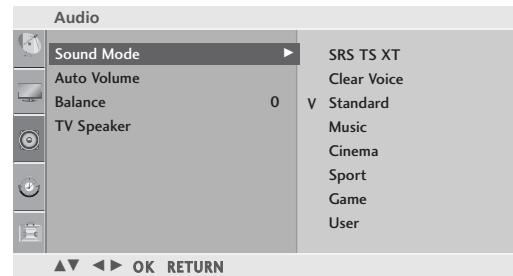 Audio
Sound Mode ►
Auto Volume
Balance 0
TV Speaker
SRS TS XT
Clear Voice
V Standard
Music
Cinema
Sport
Game
User
▲▼ ◄► OK RETURN